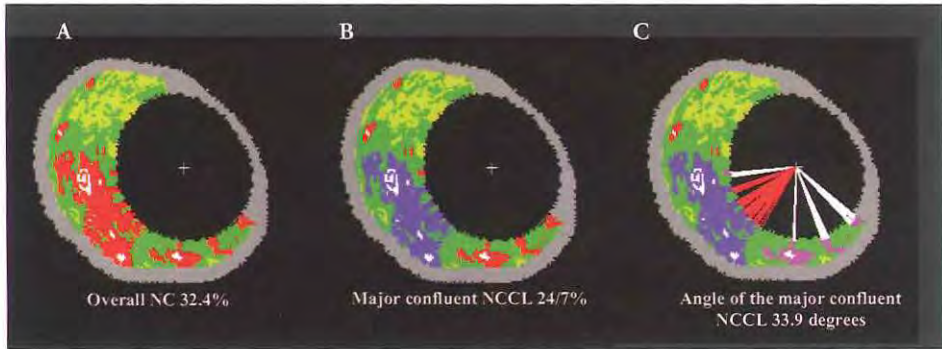 A
B
C
Overall NC 32.4%
Major confluent NCCL 24/7%
Angle of the major confluent
NCCL 33.9 degrees